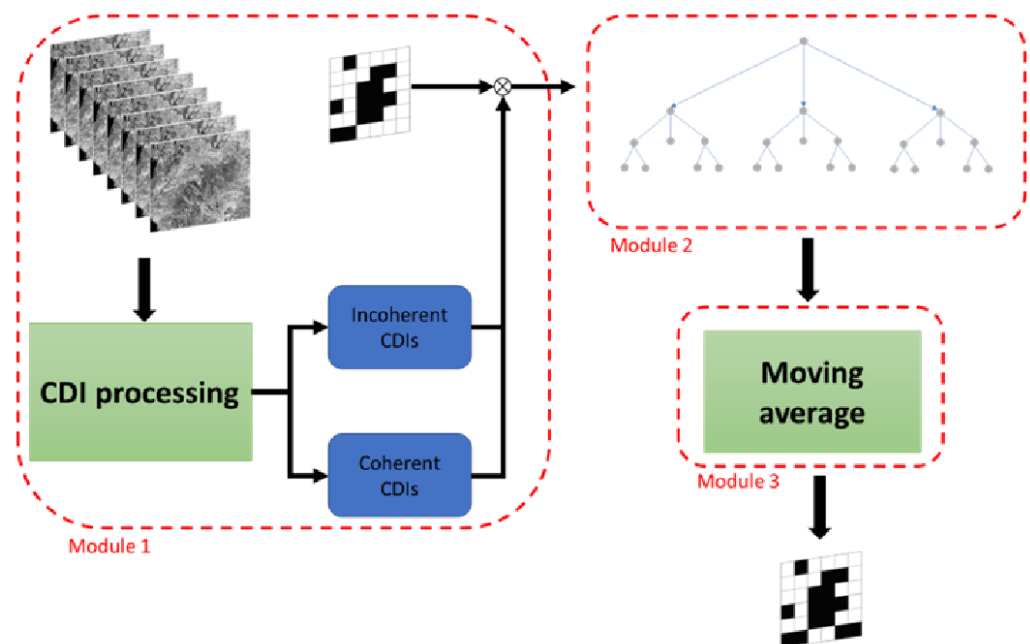 Module 2
Incoherent
CDIs
CDI processing
Moving
average
Coherent
CDIs
Module 3
Module 1